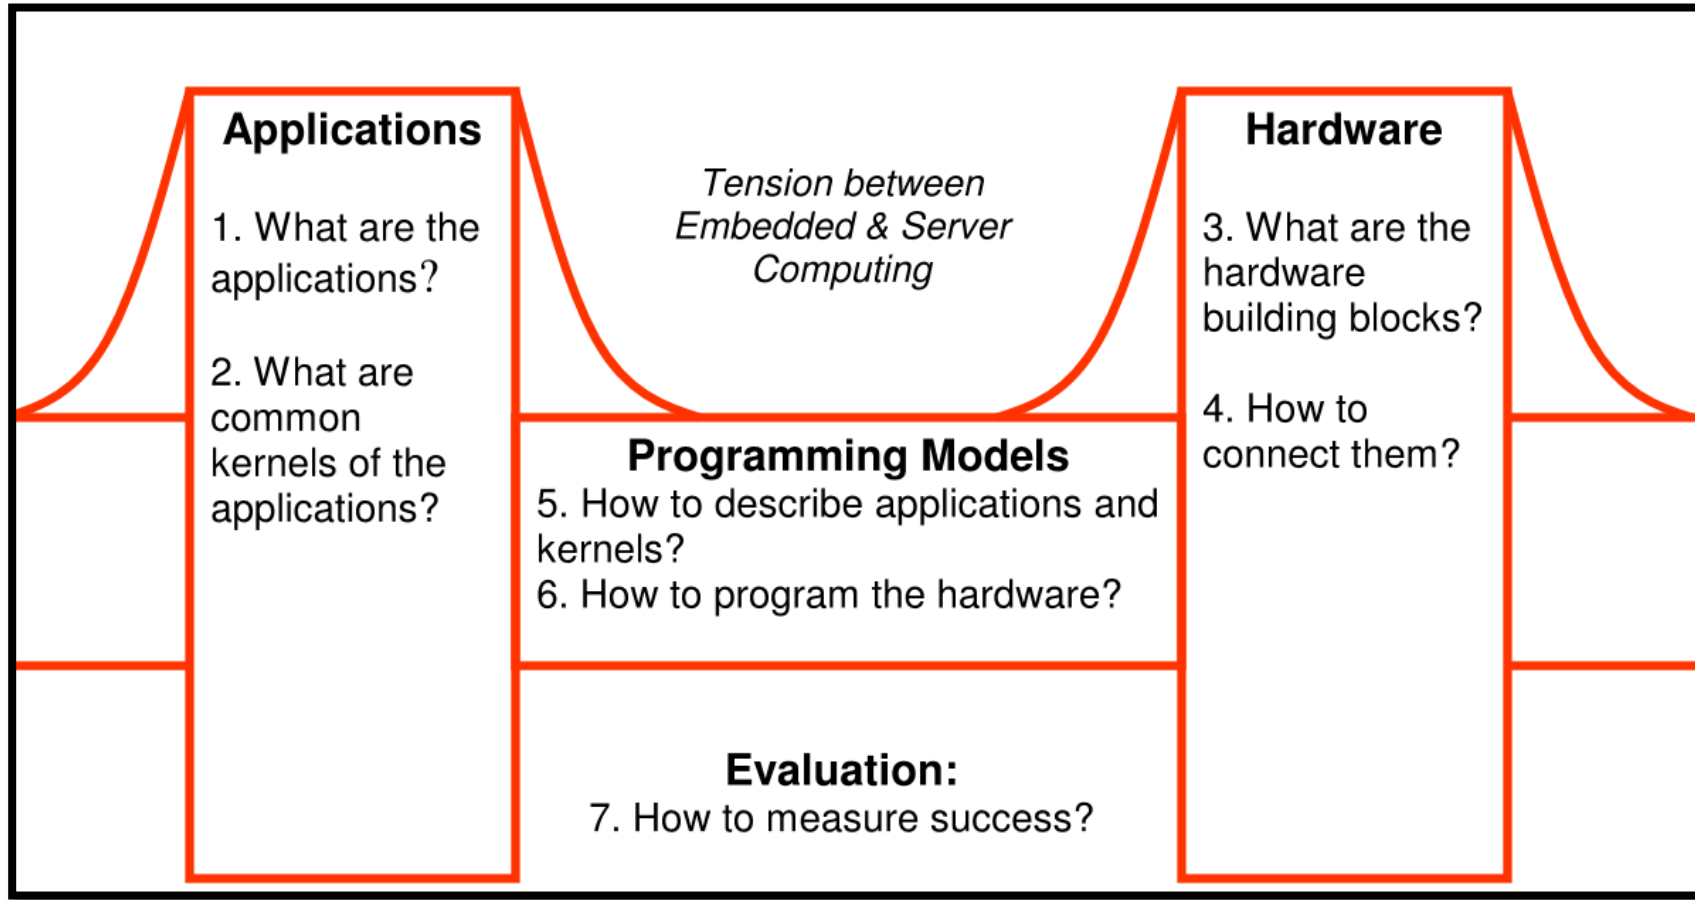 Applications
1. What are the
applications?
2. What are
common
kernels of the
applications?
Tension between
Embedded & Server
Computing
Hardware
3. What are the
hardware
building blocks?
4. How to
connect them?
Programming Models
5. How to describe applications and
kernels?
6. How to program the hardware?
Evaluation:
7. How to measure success?